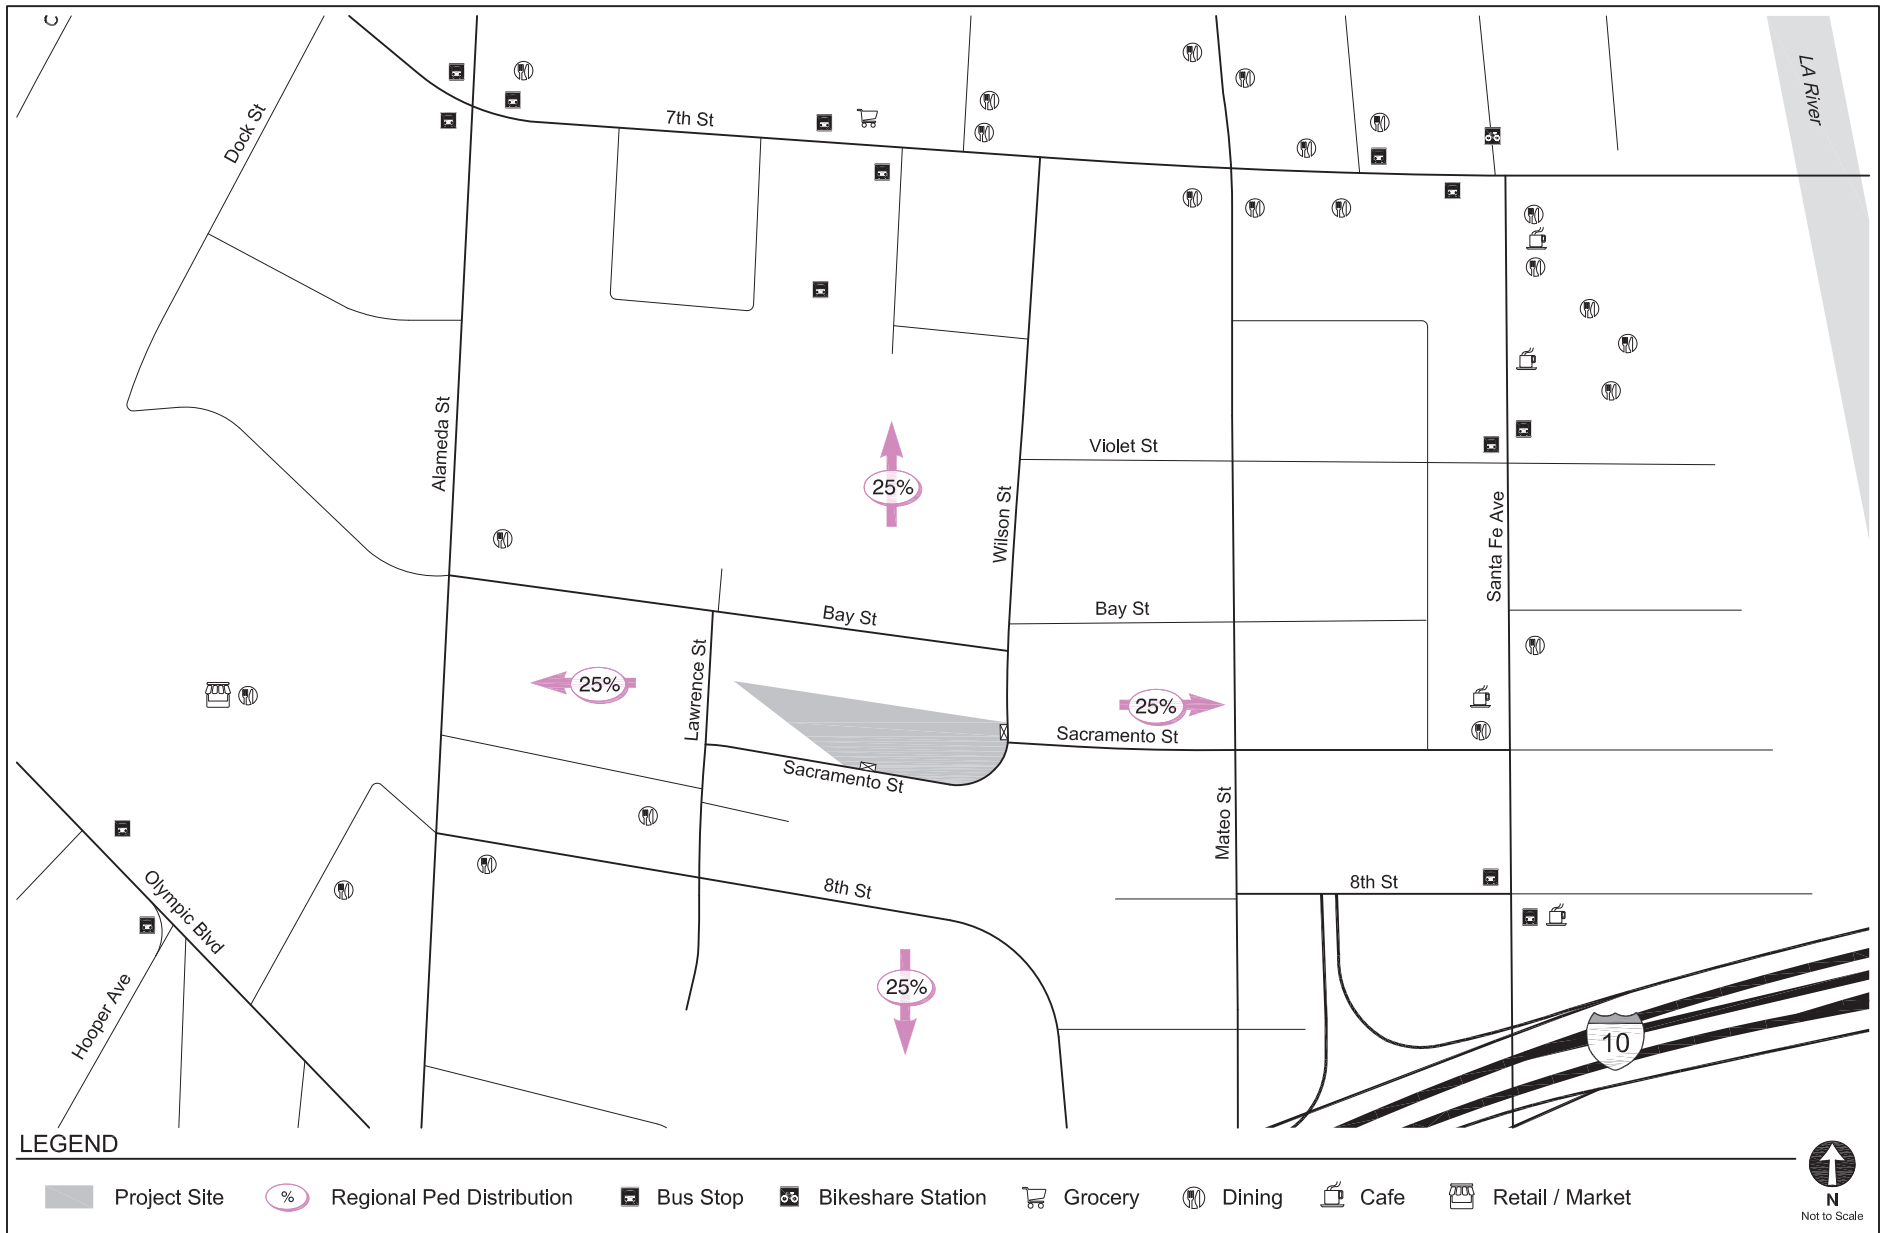 C
LA River
7th St
Dock St
Alameda St
Violet St
25%
Wilson St
Santa Fe Ave
Bay St
Bay St
Lawrence St
25%
25%
Sacramento St
Sacramento St
Mateo St
8th St
8th St
Olympic Blvd
Hooper Ave
25%
10
LEGEND
Project Site
% Regional Ped Distribution
Bus Stop
Bikeshare Station
Grocery
Dining
Cafe
Retail / Market
N
Not to Scale